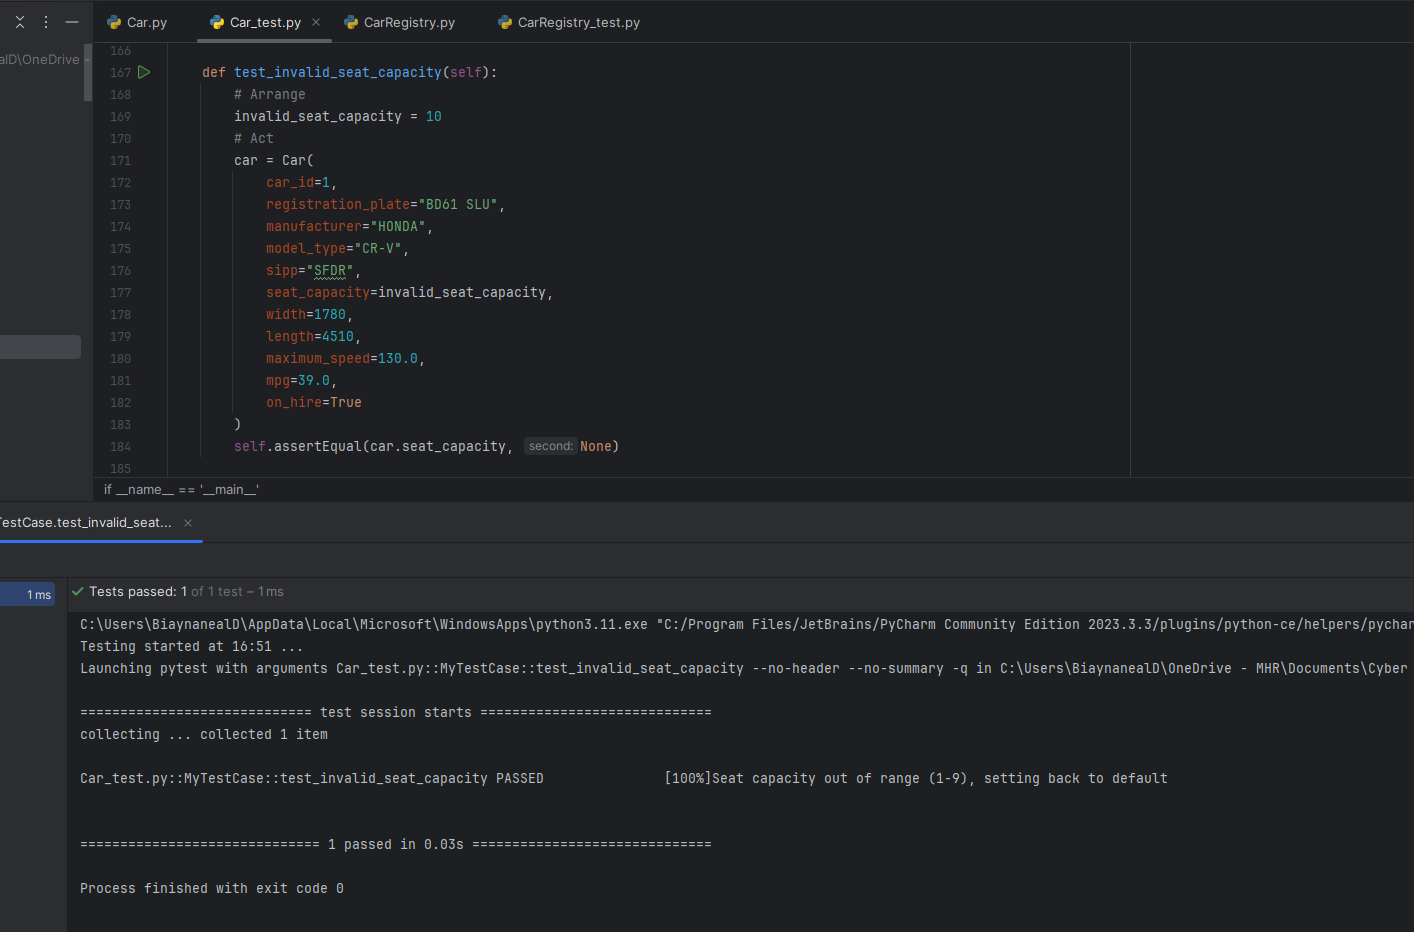 Car.py
Car_test.py
CarRegistry.py
CarRegistry_test.py
alD\OneDrive -
166
167 def test_invalid_seat_capacity(self):
168 # Arrange
169 invalid_seat_capacity = 10
170 # Act
171 car = Car(
172 car_id=1,
173 registration_plate="BD61 SLU",
174 manufacturer="HONDA",
175 model_type="CR-V",
176 sipp="SFDR",
177 seat_capacity=invalid_seat_capacity,
178 width=1780,
179 length=4510,
180 maximum_speed=130.0,
181 mpg=39.0,
182 on_hire=True
183 )
184 self.assertEqual(car.seat_capacity, second: None)
185
if __name__ == '__main__'
TestCase.test_invalid_seat...
1 ms
Tests passed: 1 of 1 test – 1 ms
C:\Users\BiaynanealD\AppData\Local\Microsoft\WindowsApps\python3.11.exe "C:/Program Files/JetBrains/PyCharm Community Edition 2023.3.3/plugins/python-ce/helpers/pychar
Testing started at 16:51 ...
Launching pytest with arguments Car_test.py::MyTestCase::test_invalid_seat_capacity --no-header --no-summary -q in C:\Users\BiaynanealD\OneDrive - MHR\Documents\Cyber
============================= test session starts =============================
collecting ... collected 1 item
Car_test.py::MyTestCase::test_invalid_seat_capacity PASSED [100%]Seat capacity out of range (1-9), setting back to default
============================== 1 passed in 0.03s ==============================
Process finished with exit code 0